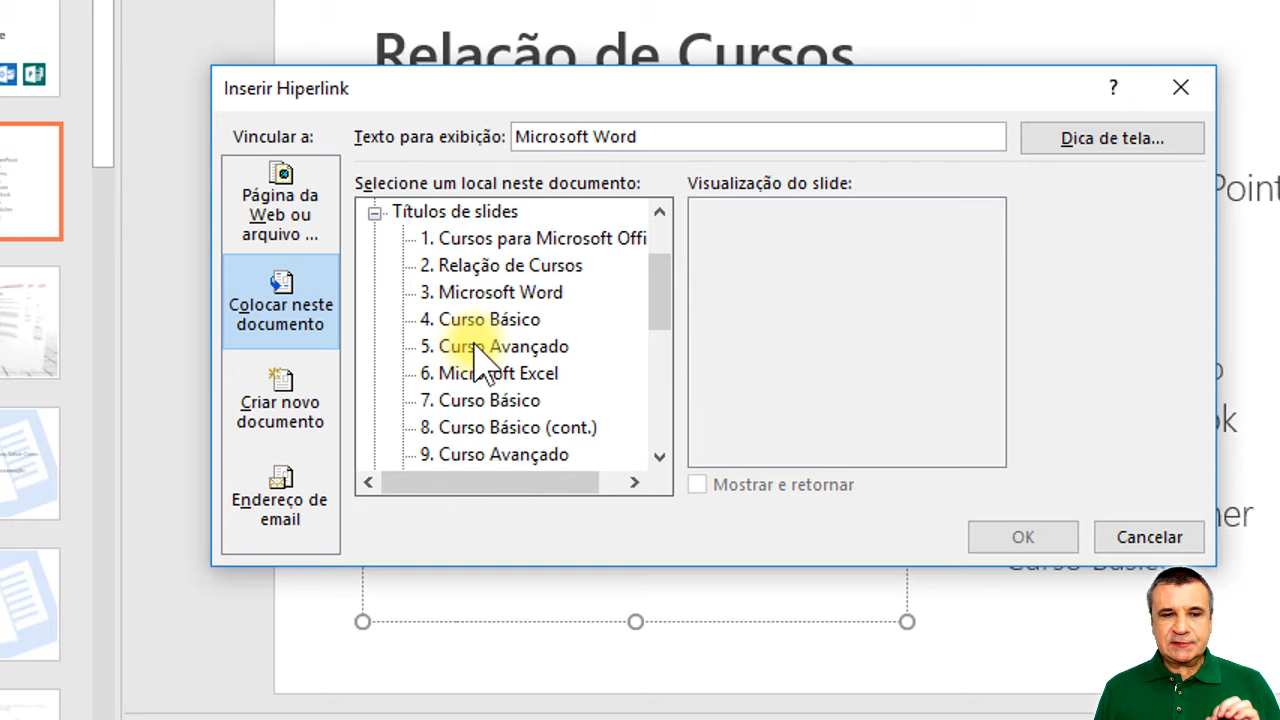 Relação de Cursos
Inserir Hiperlink
?
Vincular a:
Texto para exibição:
Microsoft Word
Dica de tela...
Página da
Web ou
arquivo ...
Colocar neste
documento
Criar novo
documento
Endereço de
email
Selecione um local neste documento:
Títulos de slides
1. Cursos para Microsoft Offi
2. Relação de Cursos
3. Microsoft Word
4. Curso Básico
5. Curso Avançado
6. Microsoft Excel
7. Curso Básico
8. Curso Básico (cont.)
9. Curso Avançado
Visualização do slide:
Mostrar e retornar
OK
Cancelar
Point
o
ok
ner